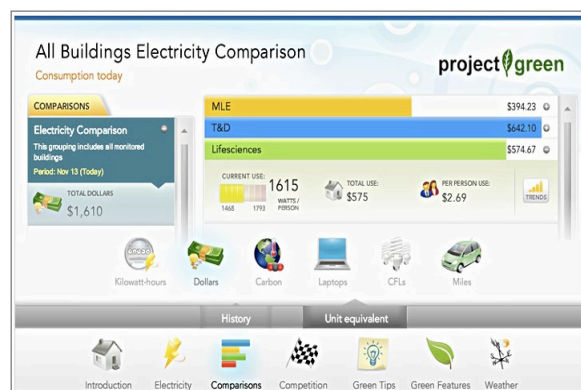 All Buildings Electricity Comparison
Consumption today
project green
COMPARISONS
Electricity Comparison
This grouping includes all monitored
buildings
Period: Nov 13 (Today)
TOTAL DOLLARS
$1,610
MLE $394.23
T&D $642.10
Lifesciences $574.67
CURRENT USE:
1468 1793
1615
WATTS /
PERSON
TOTAL USE:
$575
PER PERSON USE:
$2.69
TRENDS
Kilowatt-hours Dollars Carbon Laptops CFLs Miles
History Unit equivalent
Introduction Electricity Comparisons Competition Green Tips Green Features Weather